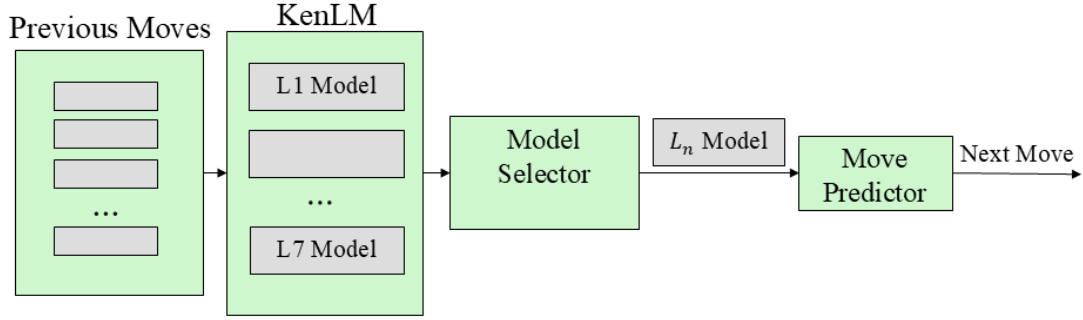 Previous Moves
...
KenLM
L1 Model
...
L7 Model
Model
Selector
Lₙ Model
Move
Predictor
Next Move